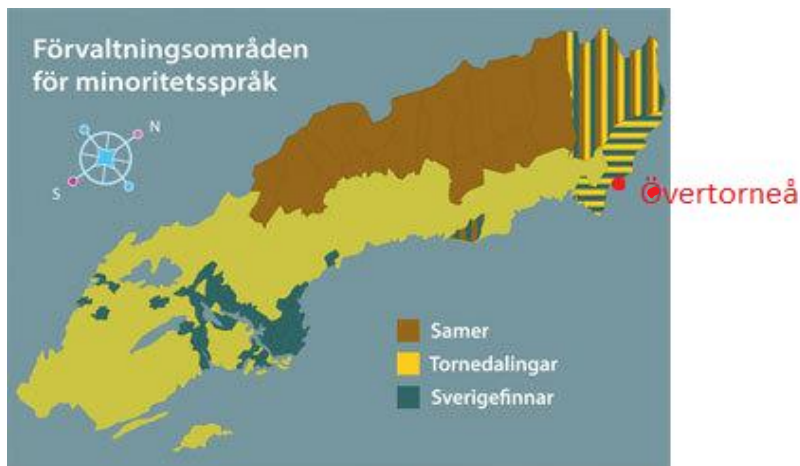 Förvaltningsområden
för minoritetsspråk
N
S
Övertorneå
Samer
Tornedalingar
Sverigefinnar